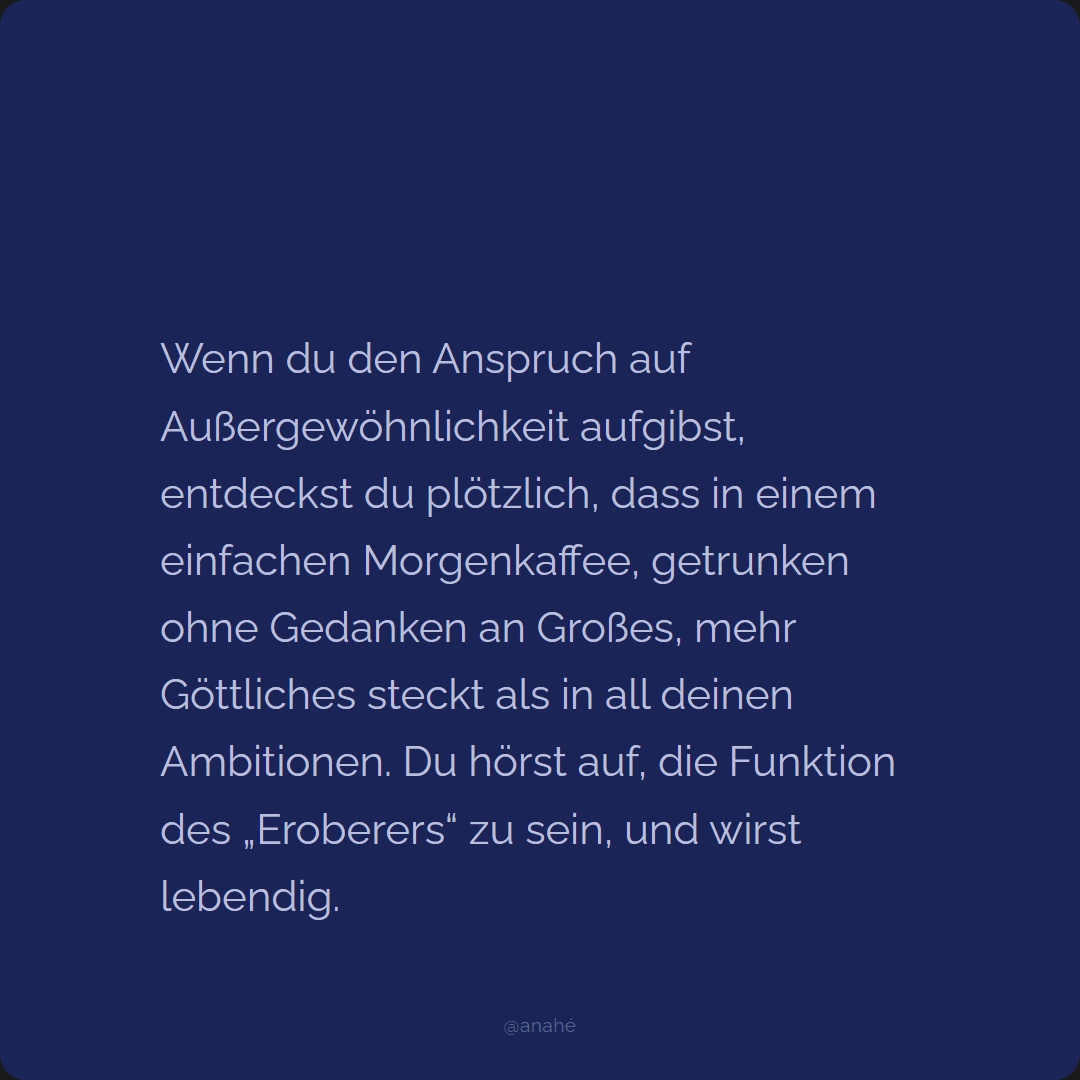 Wenn du den Anspruch auf
Außergewöhnlichkeit aufgibst,
entdeckst du plötzlich, dass in einem
einfachen Morgenkaffee, getrunken
ohne Gedanken an Großes, mehr
Göttliches steckt als in all deinen
Ambitionen. Du hörst auf, die Funktion
des „Eroberers“ zu sein, und wirst
lebendig.
@anahé